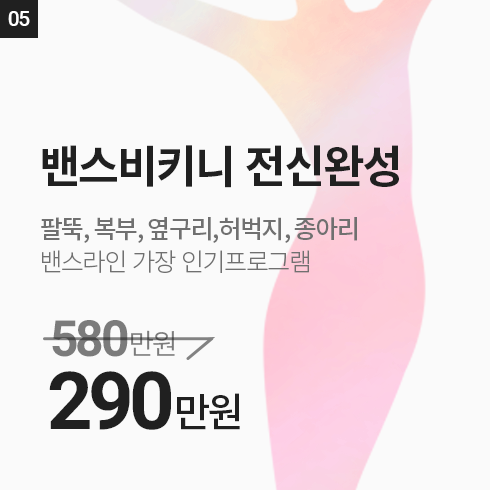 05
밴스비키니 전신완성
팔뚝, 복부, 옆구리,허벅지, 종아리
밴스라인 가장 인기프로그램
580만원
290만원